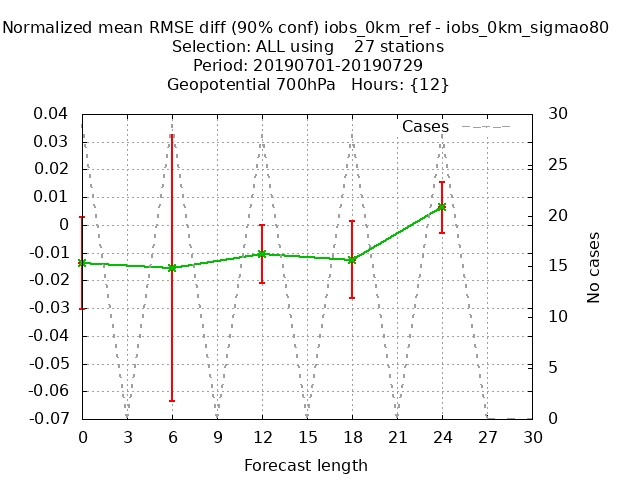 Normalized mean RMSE diff (90% conf) iobs_0km_ref - iobs_0km_sigmao80
Selection: ALL using    27 stations
Period: 20190701-20190729
Geopotential 700hPa   Hours: {12}
Cases
0.04
0.03
0.02
0.01
0
-0.01
-0.02
-0.03
-0.04
-0.05
-0.06
-0.07
30
25
20
15
10
5
0
No cases
0 3 6 9 12 15 18 21 24 27 30
Forecast length